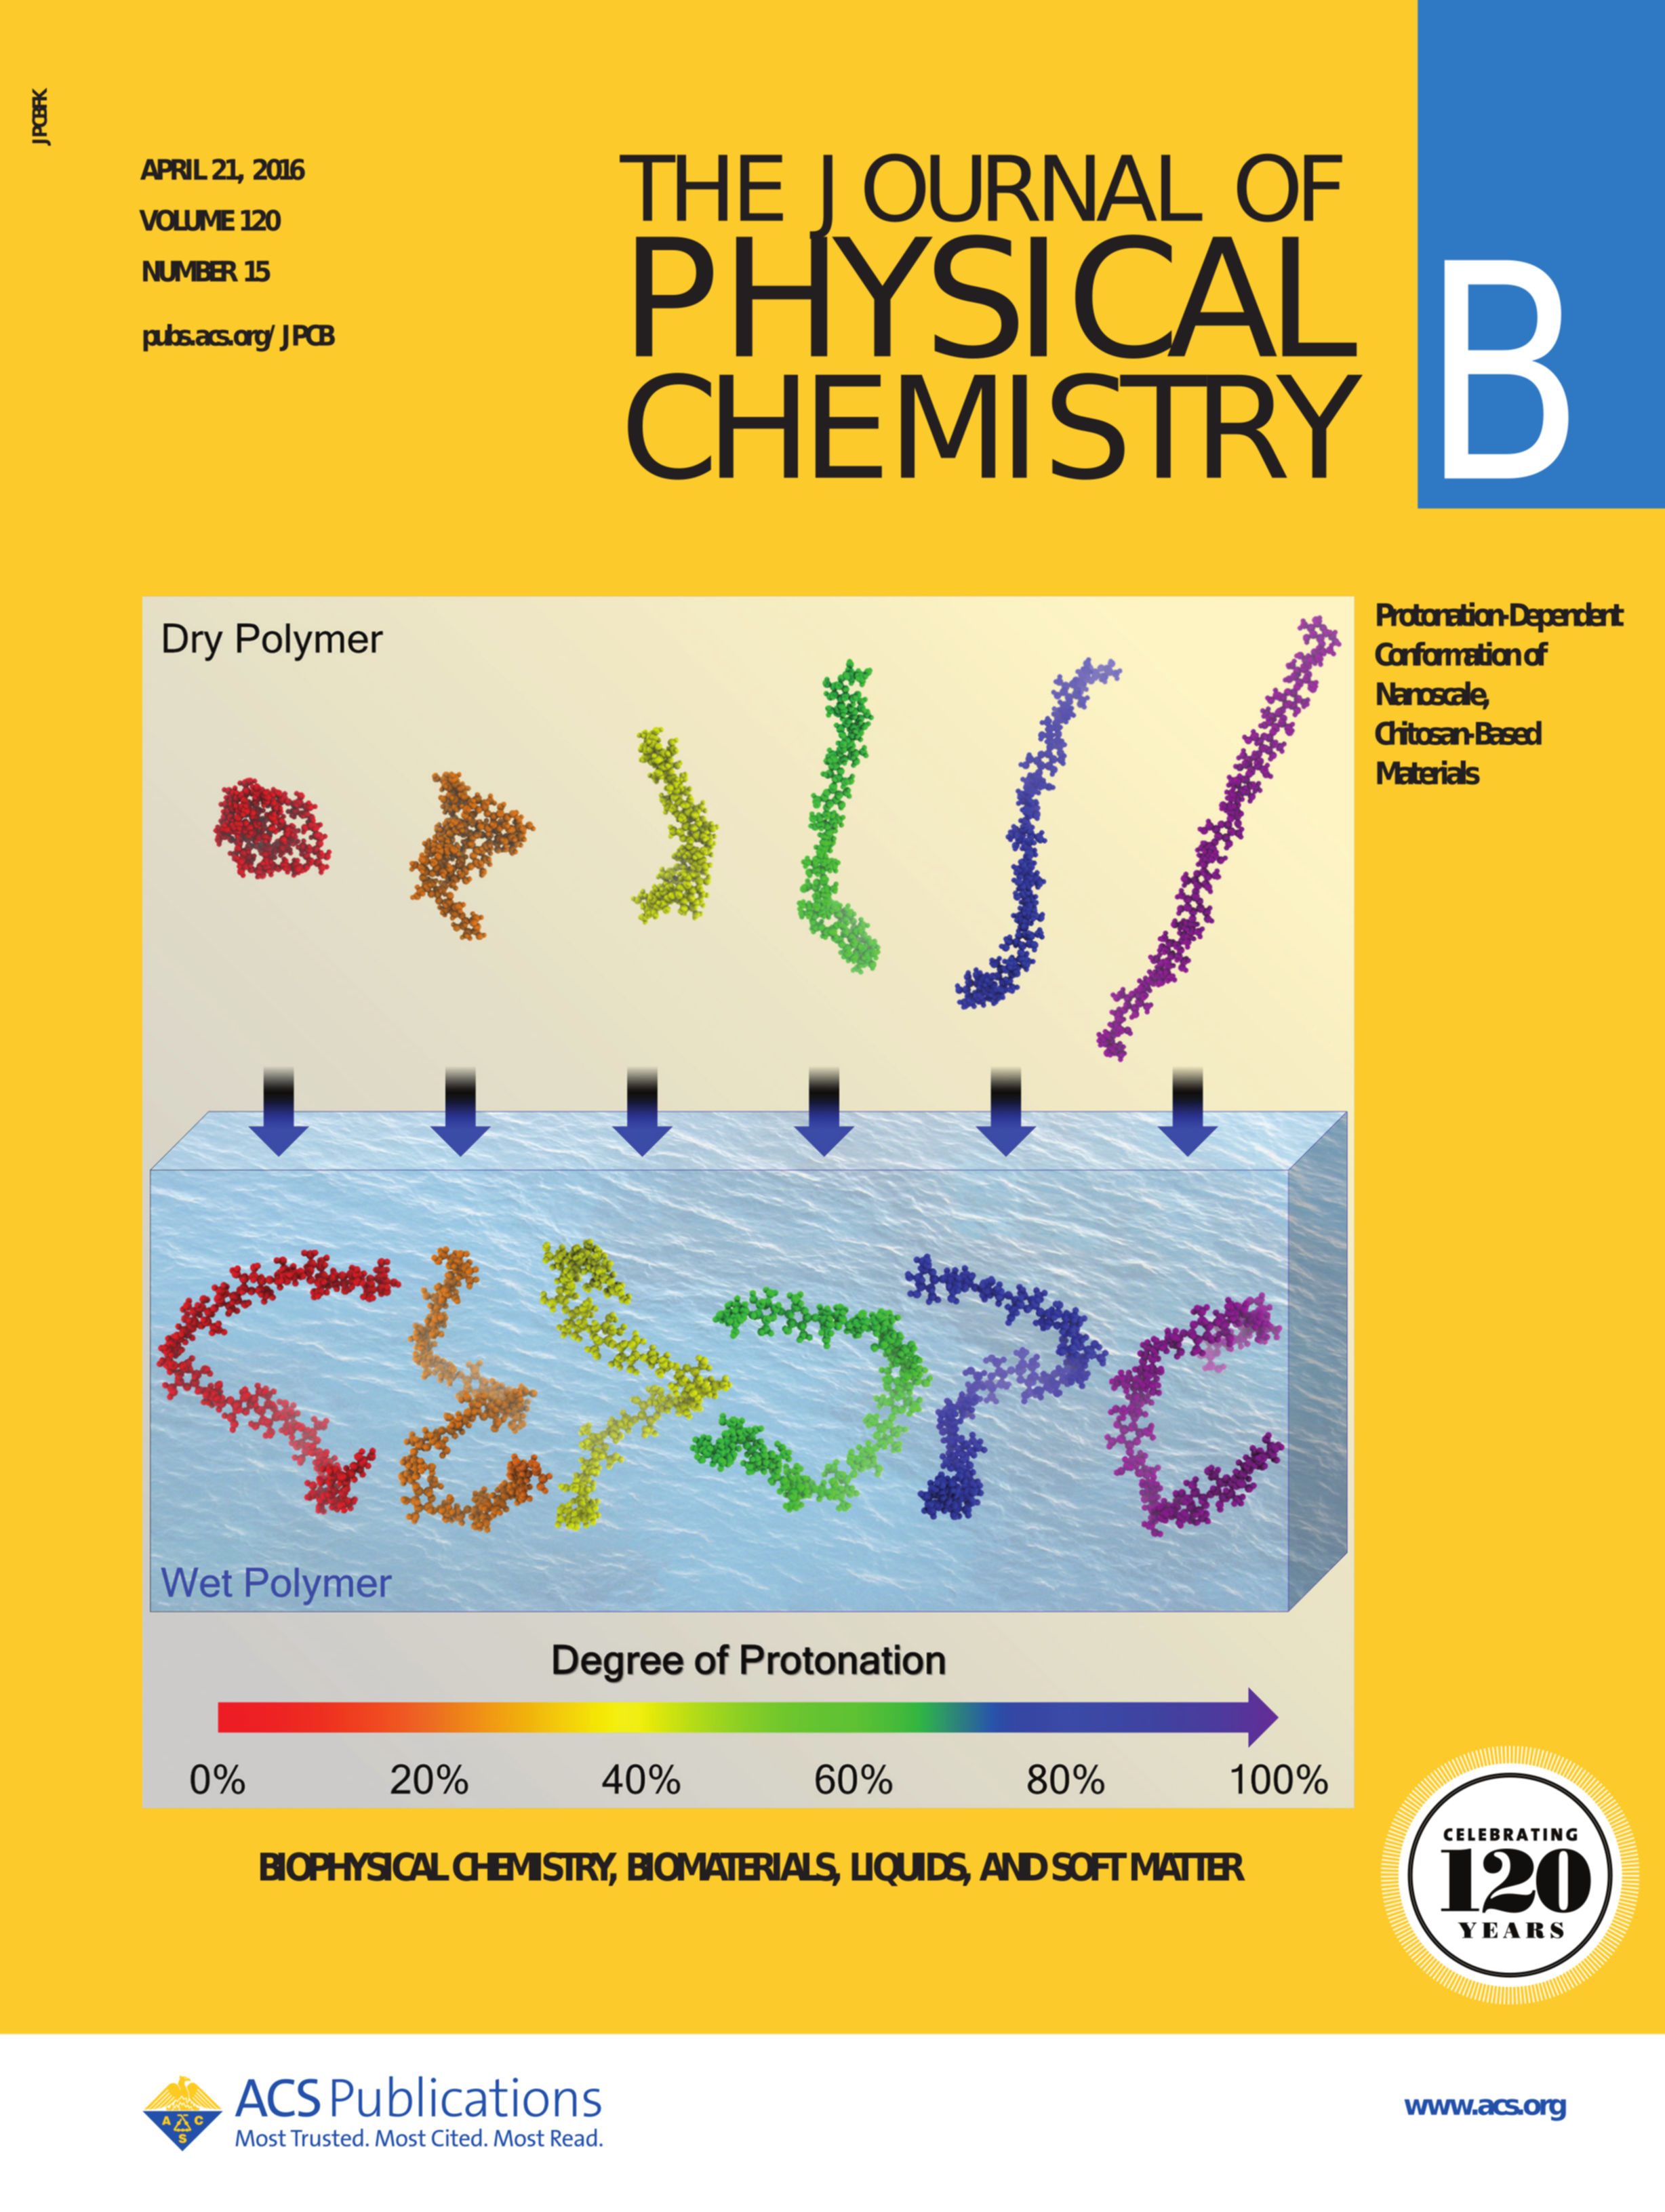 JPCBFK
APRIL 21, 2016
VOLUME 120
NUMBER 15
pubs.acs.org/JPCB
THE JOURNAL OF
PHYSICAL
CHEMISTRY
B
Protonation-Dependent
Conformation of
Nanoscale,
Chitosan-Based
Materials
Dry Polymer
Wet Polymer
Degree of Protonation
0% 20% 40% 60% 80% 100%
BIOPHYSICAL CHEMISTRY, BIOMATERIALS, LIQUIDS, AND SOFT MATTER
CELEBRATING
120
YEARS
A C
S
ACS Publications
Most Trusted. Most Cited. Most Read.
www.acs.org